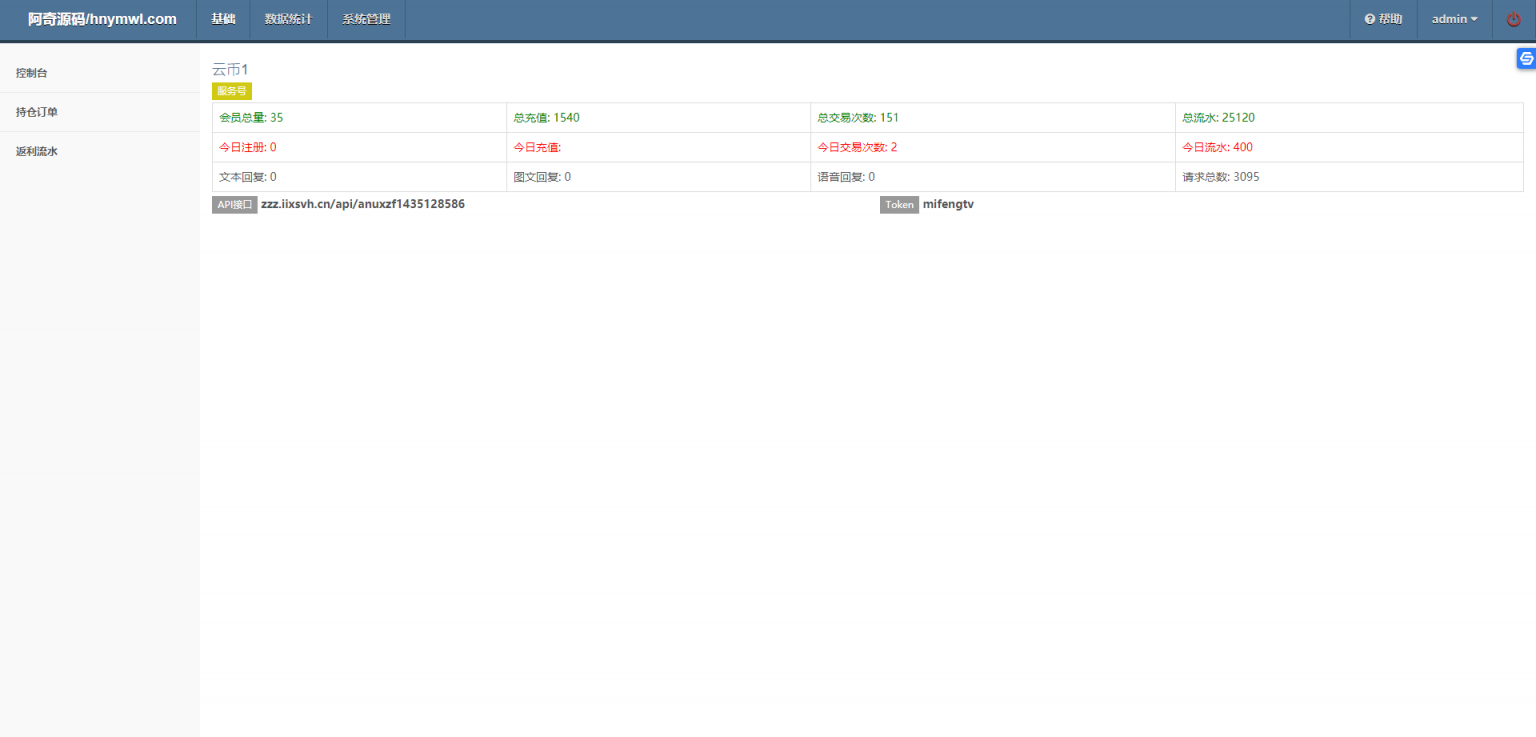 阿奇源码/hnymwl.com 基础 数据统计 系统管理 帮助 admin
控制台
持仓订单
返利流水
云币1
服务号
会员总量: 35 总充值: 1540 总交易次数: 151 总流水: 25120
今日注册: 0 今日充值: 今日交易次数: 2 今日流水: 400
文本回复: 0 图文回复: 0 语音回复: 0 请求总数: 3095
API接口 zzz.iixsvh.cn/api/anuxzf1435128586 Token mifengtv